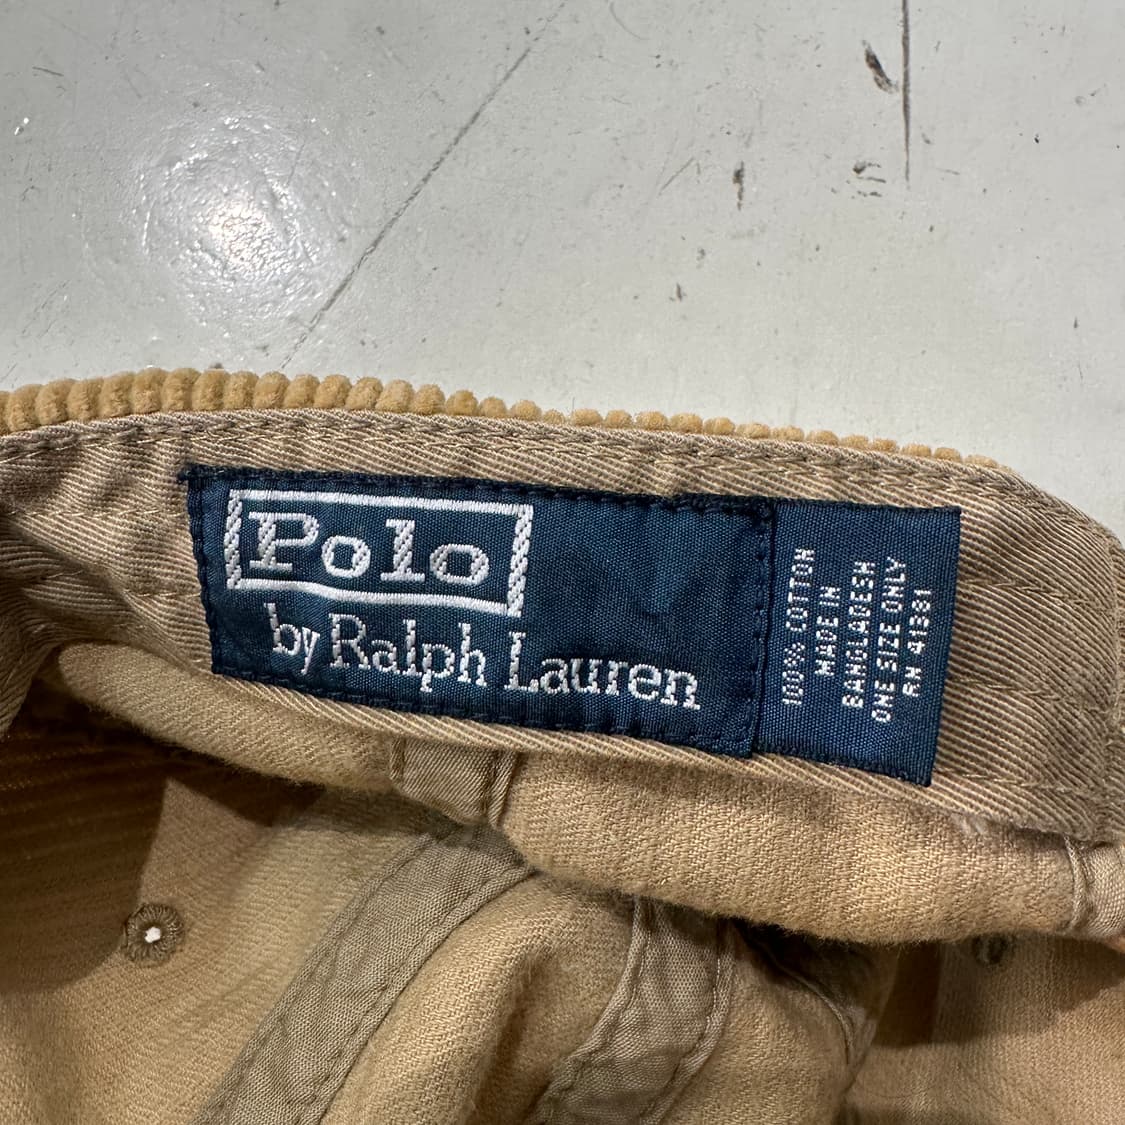 Polo
by Ralph Lauren
100% COTTON
MADE IN
BANGLADESH
ONE SIZE ONLY
RN 41381